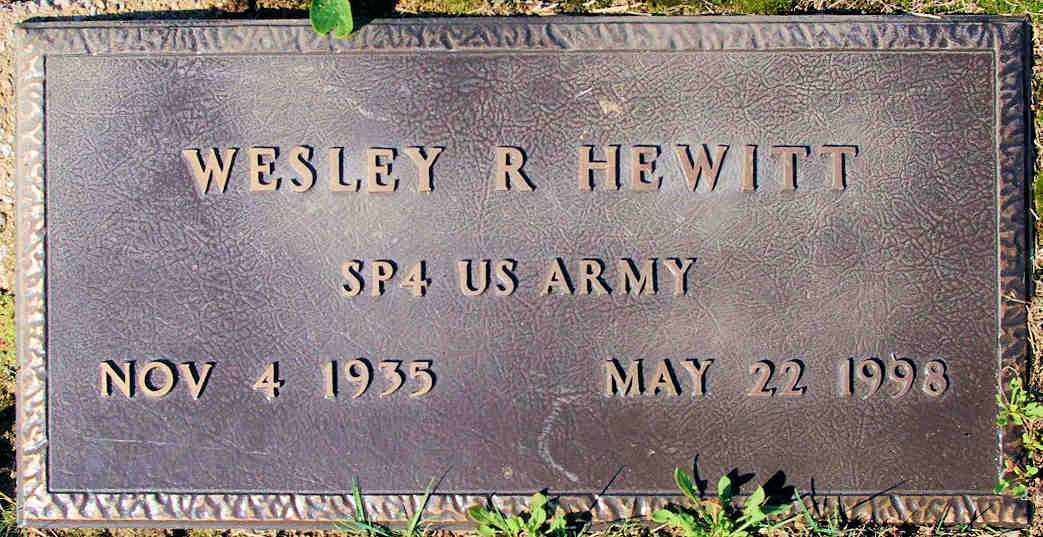 WESLEY R HEWITT
SP4 US ARMY
NOV 4 1935 MAY 22 1998